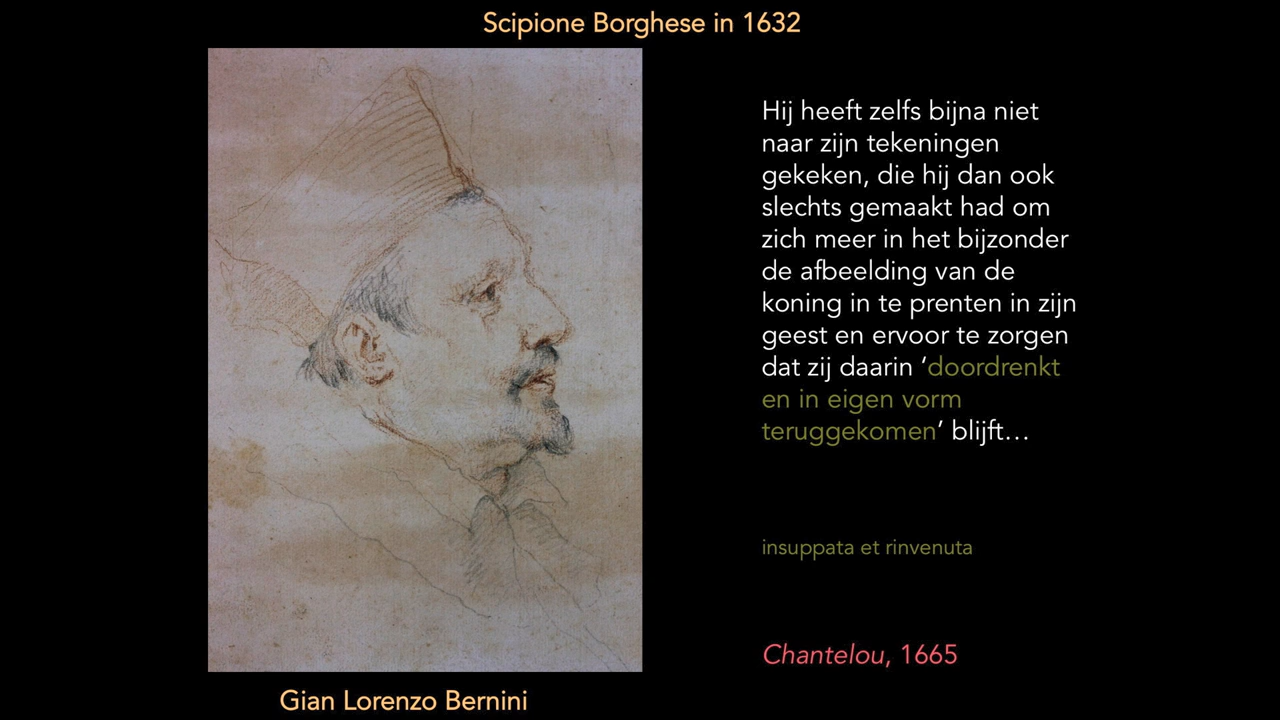 Scipione Borghese in 1632
Hij heeft zelfs bijna niet
naar zijn tekeningen
gekeken, die hij dan ook
slechts gemaakt had om
zich meer in het bijzonder
de afbeelding van de
koning in te prenten in zijn
geest en ervoor te zorgen
dat zij daarin ‘doordrenkt
en in eigen vorm
teruggekomen’ blijft…
insuppata et rinvenuta
Chantelou, 1665
Gian Lorenzo Bernini